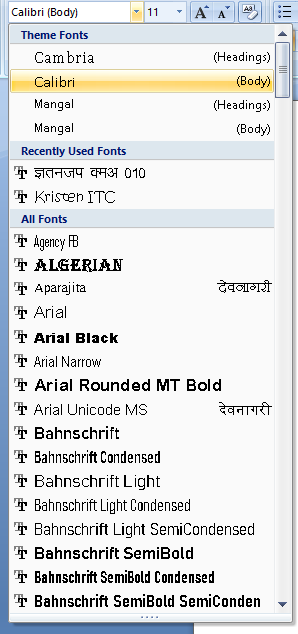 Calibri (Body) 11
Theme Fonts
Cambria (Headings)
Calibri (Body)
Mangal (Headings)
Mangal (Body)
Recently Used Fonts
ज्ञतनजप क्मअ 010
Kristen ITC
All Fonts
Agency FB
ALGERIAN
Aparajita देवनागरी
Arial
Arial Black
Arial Narrow
Arial Rounded MT Bold
Arial Unicode MS देवनागरी
Bahnschrift
Bahnschrift Condensed
Bahnschrift Light
Bahnschrift Light Condensed
Bahnschrift Light SemiCondensed
Bahnschrift SemiBold
Bahnschrift SemiBold Condensed
Bahnschrift SemiBold SemiConden